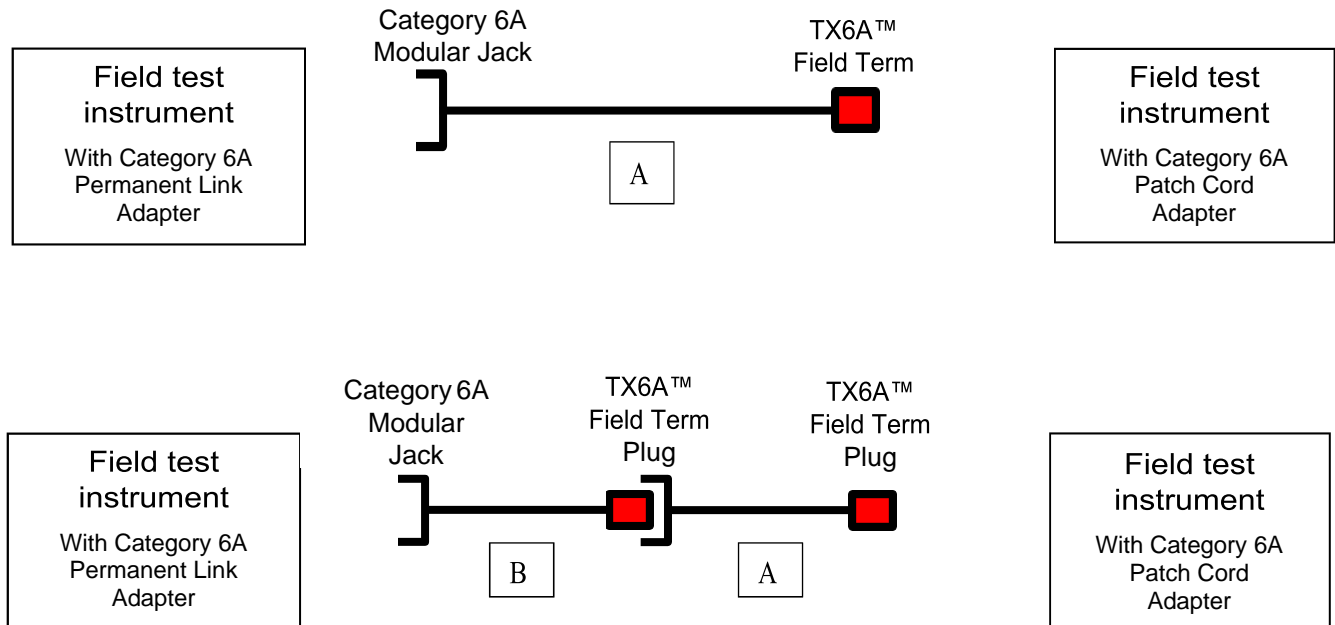 Category 6A
Modular Jack
TX6A™
Field Term
Field test
instrument
With Category 6A
Permanent Link
Adapter
A
Field test
instrument
With Category 6A
Patch Cord
Adapter
Category 6A
Modular
Jack
TX6A™
Field Term
Plug
TX6A™
Field Term
Plug
Field test
instrument
With Category 6A
Permanent Link
Adapter
B
A
Field test
instrument
With Category 6A
Patch Cord
Adapter